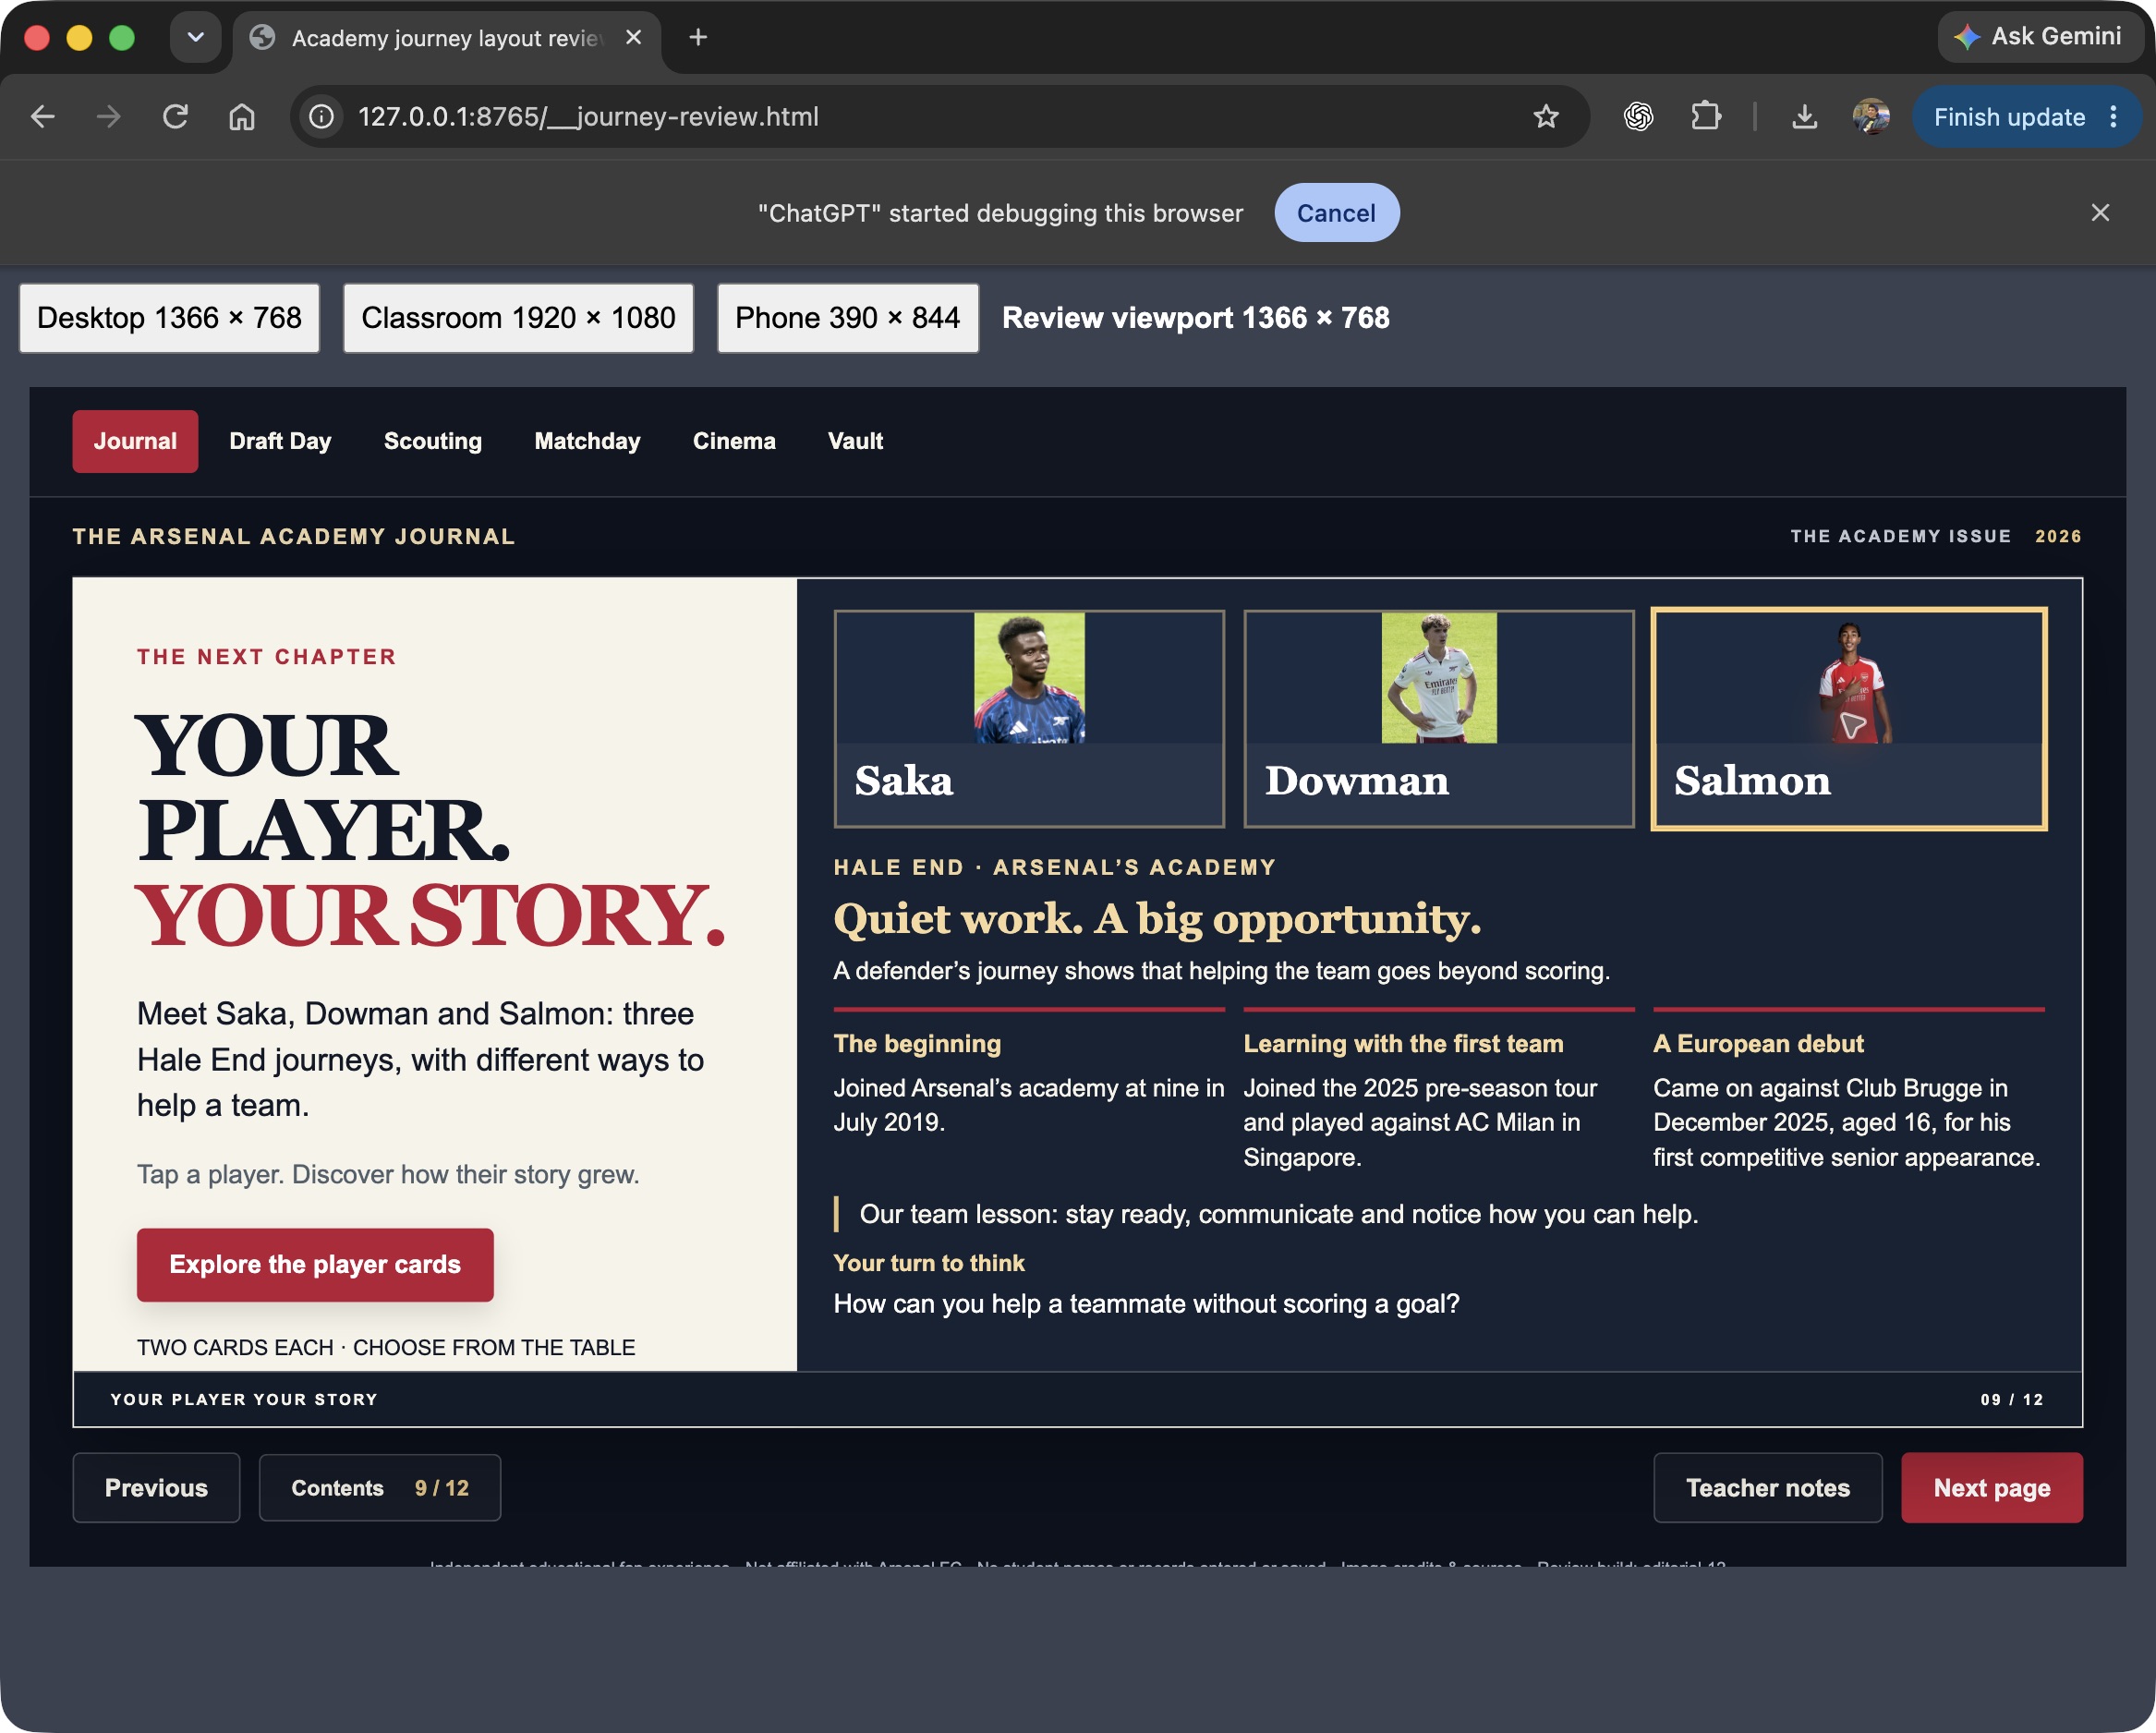 Academy journey layout revie
Ask Gemini
127.0.0.1:8765/__journey-review.html
Finish update
"ChatGPT" started debugging this browser
Cancel
Desktop 1366 × 768
Classroom 1920 × 1080
Phone 390 × 844
Review viewport 1366 × 768
Journal
Draft Day
Scouting
Matchday
Cinema
Vault
THE ARSENAL ACADEMY JOURNAL
THE ACADEMY ISSUE 2026
THE NEXT CHAPTER
YOUR
PLAYER.
YOUR STORY.
Meet Saka, Dowman and Salmon: three
Hale End journeys, with different ways to
help a team.
Tap a player. Discover how their story grew.
Explore the player cards
TWO CARDS EACH · CHOOSE FROM THE TABLE
Saka
Emirates
Dowman
Salmon
HALE END · ARSENAL’S ACADEMY
Quiet work. A big opportunity.
A defender’s journey shows that helping the team goes beyond scoring.
The beginning
Joined Arsenal’s academy at nine in
July 2019.
Learning with the first team
Joined the 2025 pre-season tour
and played against AC Milan in
Singapore.
A European debut
Came on against Club Brugge in
December 2025, aged 16, for his
first competitive senior appearance.
Our team lesson: stay ready, communicate and notice how you can help.
Your turn to think
How can you help a teammate without scoring a goal?
YOUR PLAYER YOUR STORY
09 / 12
Previous
Contents 9 / 12
Teacher notes
Next page